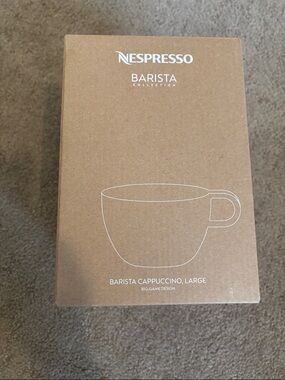 NESPRESSO
BARISTA
COLLECTION
BARISTA CAPPUCCINO, LARGE
BIG-GAME DESIGN